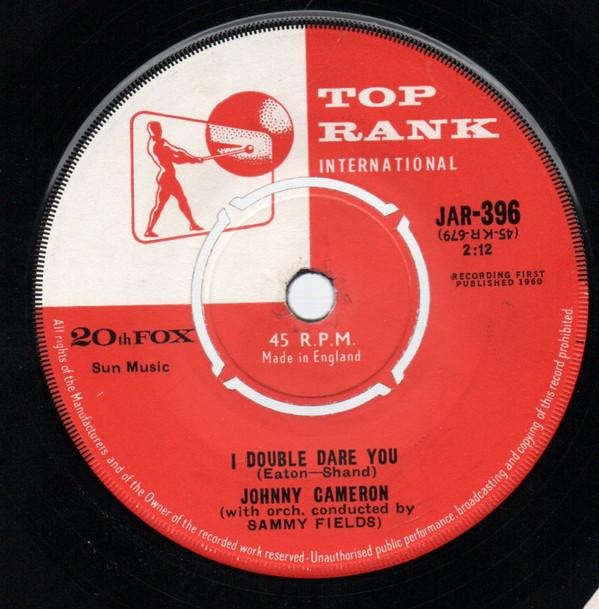 TOP
RANK
INTERNATIONAL
JAR-396
(45-K-R-679)
2:12
RECORDING FIRST
PUBLISHED 1960
20th FOX
Sun Music
45 R.P.M.
Made in England
I DOUBLE DARE YOU
(Eaton—Shand)
JOHNNY CAMERON
(with orch. conducted by
SAMMY FIELDS)
All rights of the Manufacturers and of the Owner of the recorded work reserved - Unauthorised public performance, broadcasting and copying of this record prohibited.